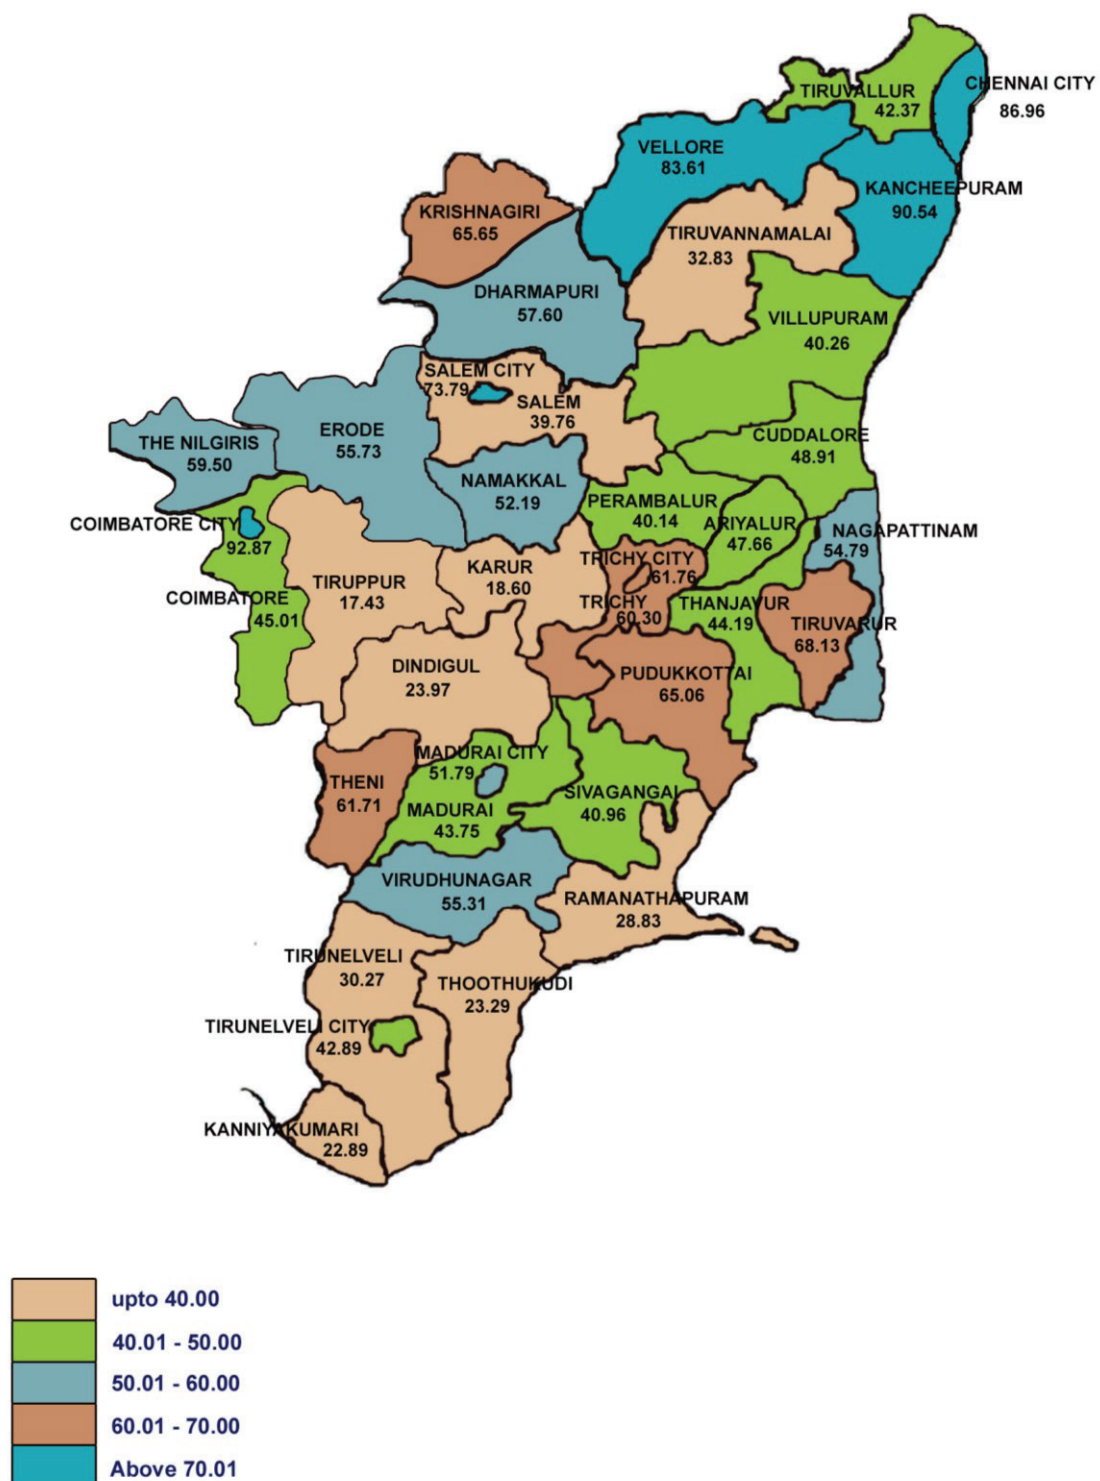 CHENNAI CITY
86.96
TIRUVALLUR
42.37
VELLORE
83.61
KANCHEEPURAM
90.54
KRISHNAGIRI
65.65
TIRUVANNAMALAI
32.83
DHARMAPURI
57.60
VILLUPURAM
40.26
SALEM CITY
73.79
SALEM
39.76
ERODE
55.73
THE NILGIRIS
59.50
CUDDALORE
48.91
NAMAKKAL
52.19
PERAMBALUR
40.14
ARIYALUR
47.66
NAGAPATTINAM
54.79
COIMBATORE CITY
92.87
TIRUPPUR
17.43
KARUR
18.60
TRICHY CITY
61.76
COIMBATORE
45.01
TRICHY
60.30
THANJAVUR
44.19
TIRUVARUR
68.13
DINDIGUL
23.97
PUDUKKOTTAI
65.06
MADURAI CITY
51.79
THENI
61.71
MADURAI
43.75
SIVAGANGAI
40.96
VIRUDHUNAGAR
55.31
RAMANATHAPURAM
28.83
TIRUNELVELI
30.27
THOOTHUKUDI
23.29
TIRUNELVELI CITY
42.89
KANNIYAKUMARI
22.89
upto 40.00
40.01 - 50.00
50.01 - 60.00
60.01 - 70.00
Above 70.01